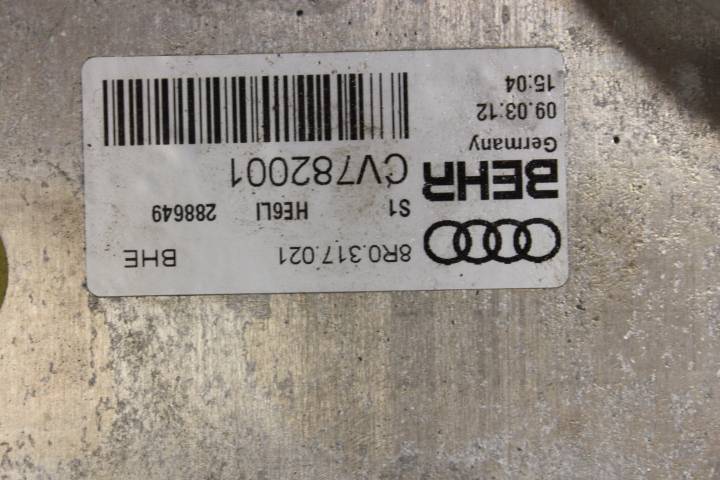 8R0.317.021 BHE
S1 HE6LI 288649
BEHR CV782001
Germany
09.03:12
15:04